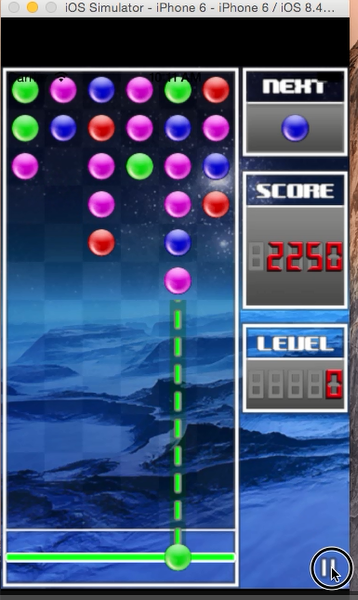 iOS Simulator - iPhone 6 - iPhone 6 / iOS 8.4...
NEXT
SCORE
2250
LEVEL
0